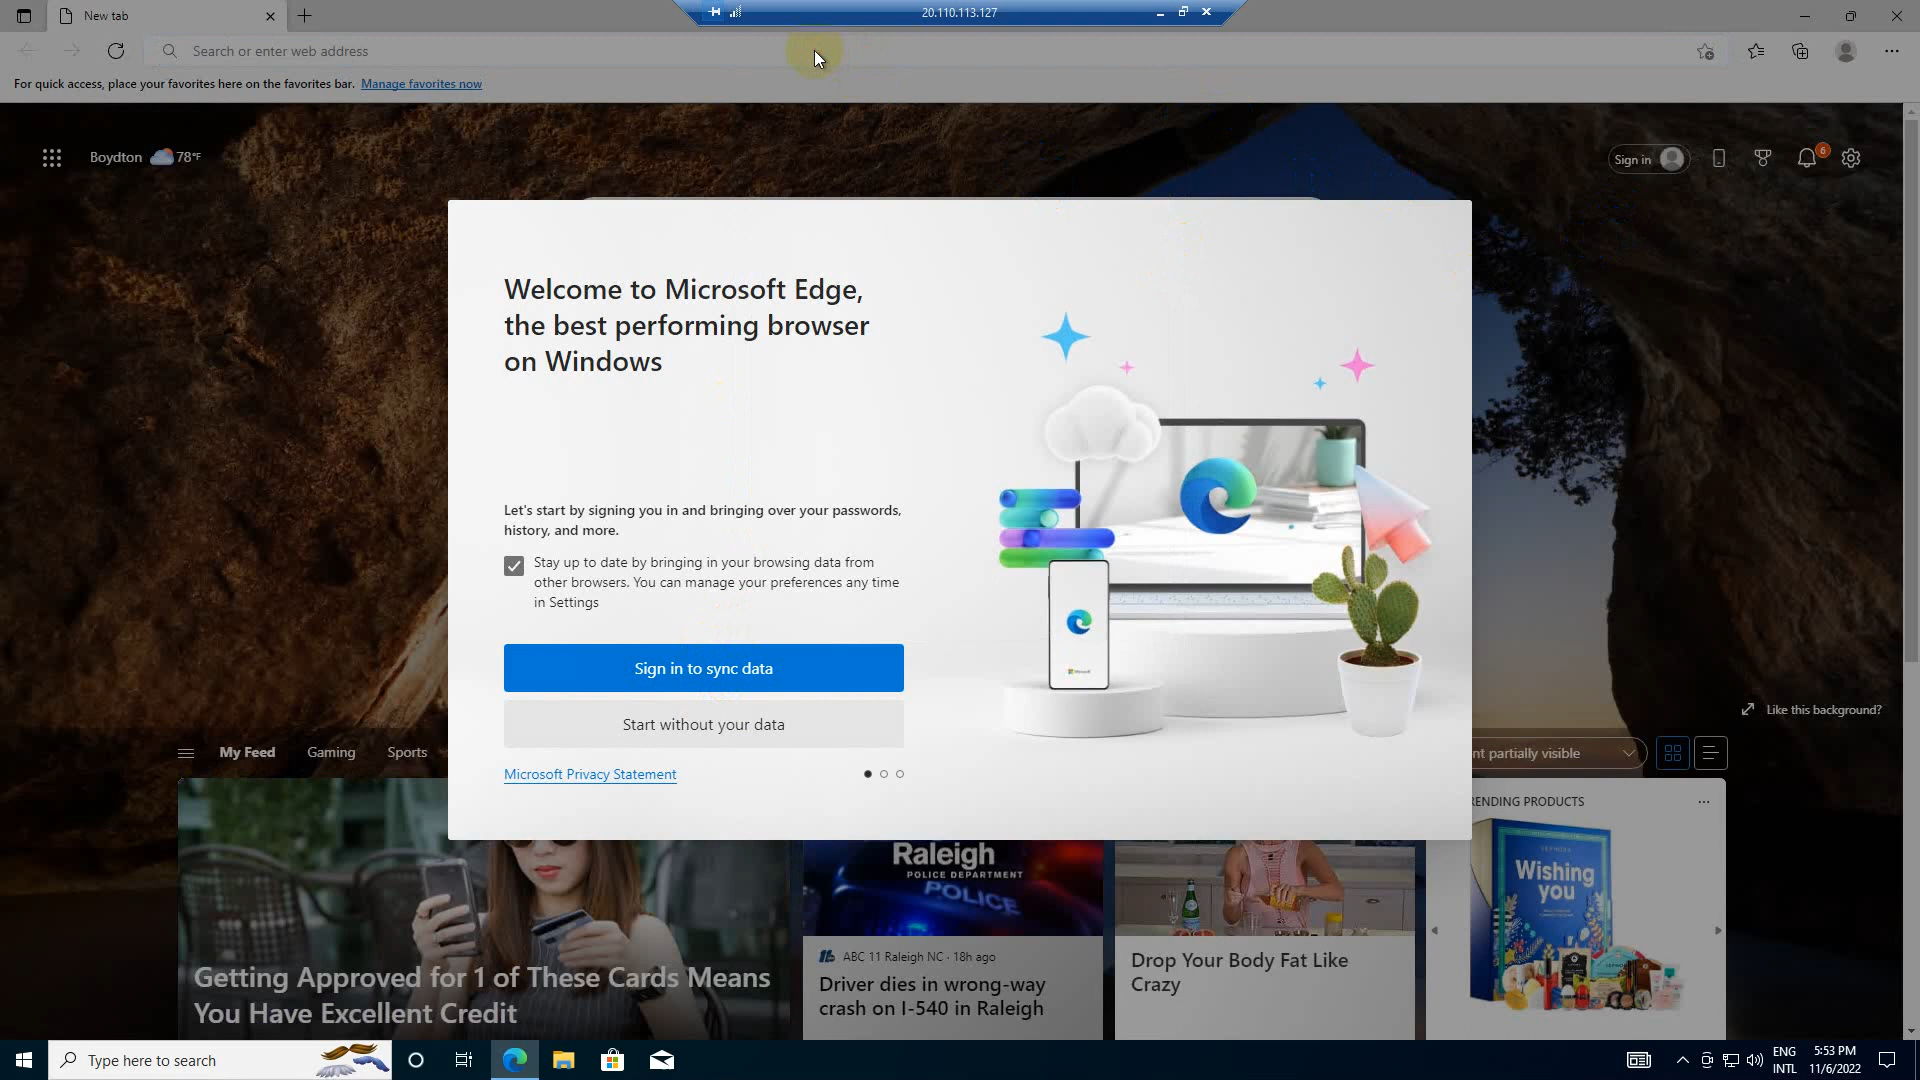 New tab
20.110.113.127
Search or enter web address
For quick access, place your favorites here on the favorites bar. Manage favorites now
Boydton 78°F
Sign in
6
Welcome to Microsoft Edge,
the best performing browser
on Windows
Let's start by signing you in and bringing over your passwords,
history, and more.
Stay up to date by bringing in your browsing data from
other browsers. You can manage your preferences any time
in Settings
Sign in to sync data
Start without your data
Microsoft Privacy Statement
Microsoft
Like this background?
My Feed Gaming Sports
nt partially visible
RENDING PRODUCTS
Getting Approved for 1 of These Cards Means
You Have Excellent Credit
Raleigh
POLICE DEPARTMENT
POLICE
ABC 11 Raleigh NC · 18h ago
Driver dies in wrong-way
crash on I-540 in Raleigh
Drop Your Body Fat Like
Crazy
SEPHORA
Wishing
you
Type here to search
ENG
INTL
5:53 PM
11/6/2022